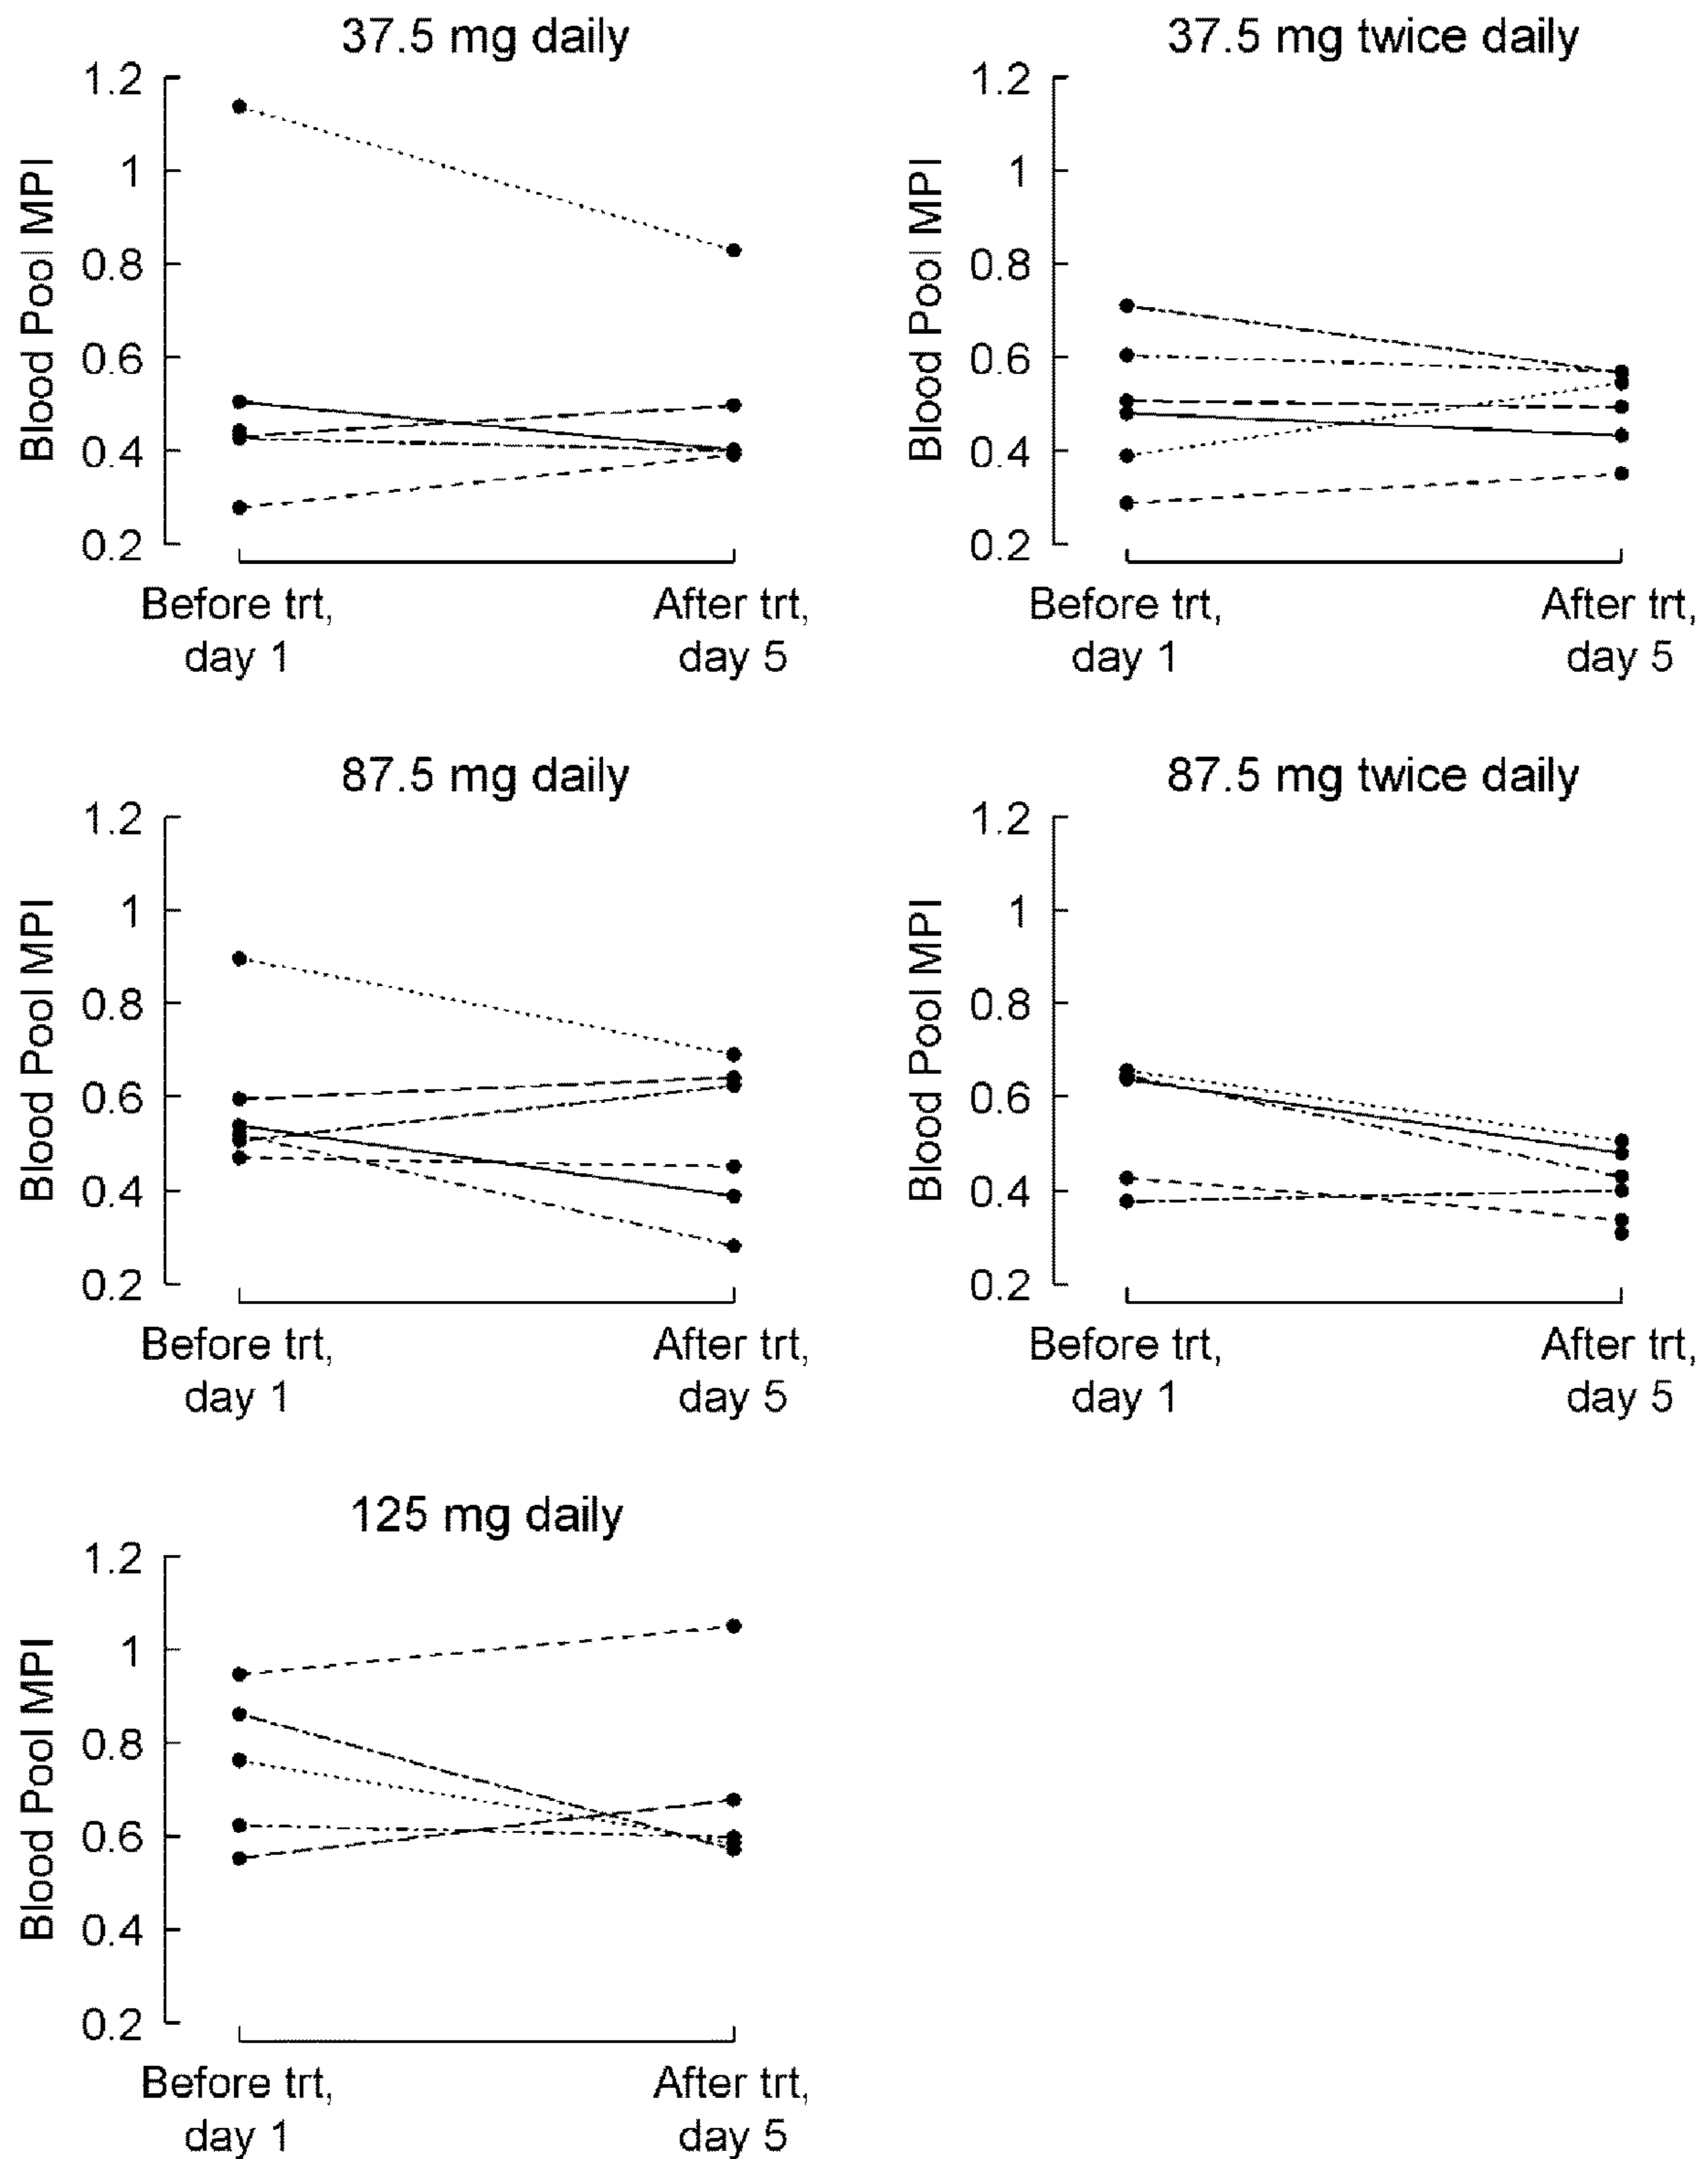 37.5 mg daily
1.2
1
0.8
0.6
0.4
0.2
Blood Pool MPI
Before trt,
day 1
After trt,
day 5
37.5 mg twice daily
1.2
1
0.8
0.6
0.4
0.2
Blood Pool MPI
Before trt,
day 1
After trt,
day 5
87.5 mg daily
1.2
1
0.8
0.6
0.4
0.2
Blood Pool MPI
Before trt,
day 1
After trt,
day 5
87.5 mg twice daily
1.2
1
0.8
0.6
0.4
0.2
Blood Pool MPI
Before trt,
day 1
After trt,
day 5
125 mg daily
1.2
1
0.8
0.6
0.4
0.2
Blood Pool MPI
Before trt,
day 1
After trt,
day 5